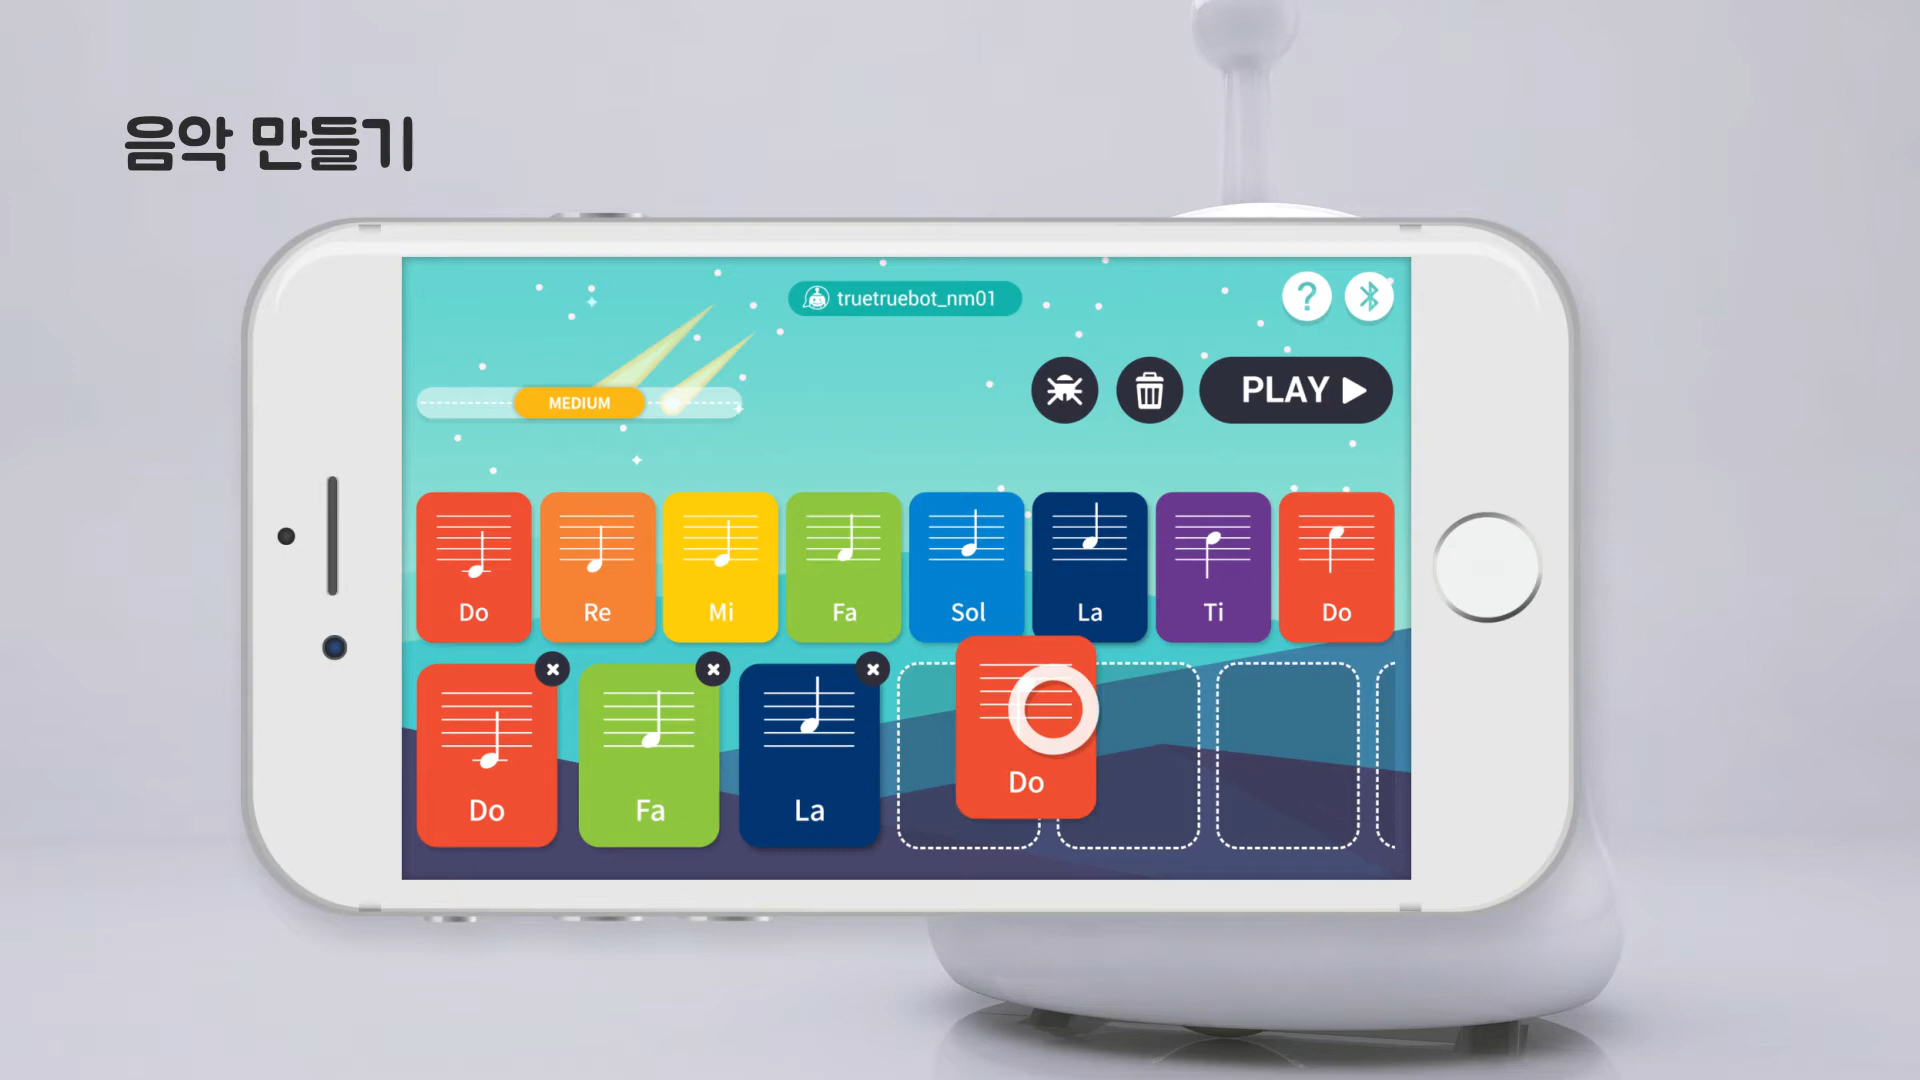 음악 만들기
truetruebot_nm01
?
MEDIUM
PLAY
Do Re Mi Fa Sol La Ti Do
Do Fa La Do